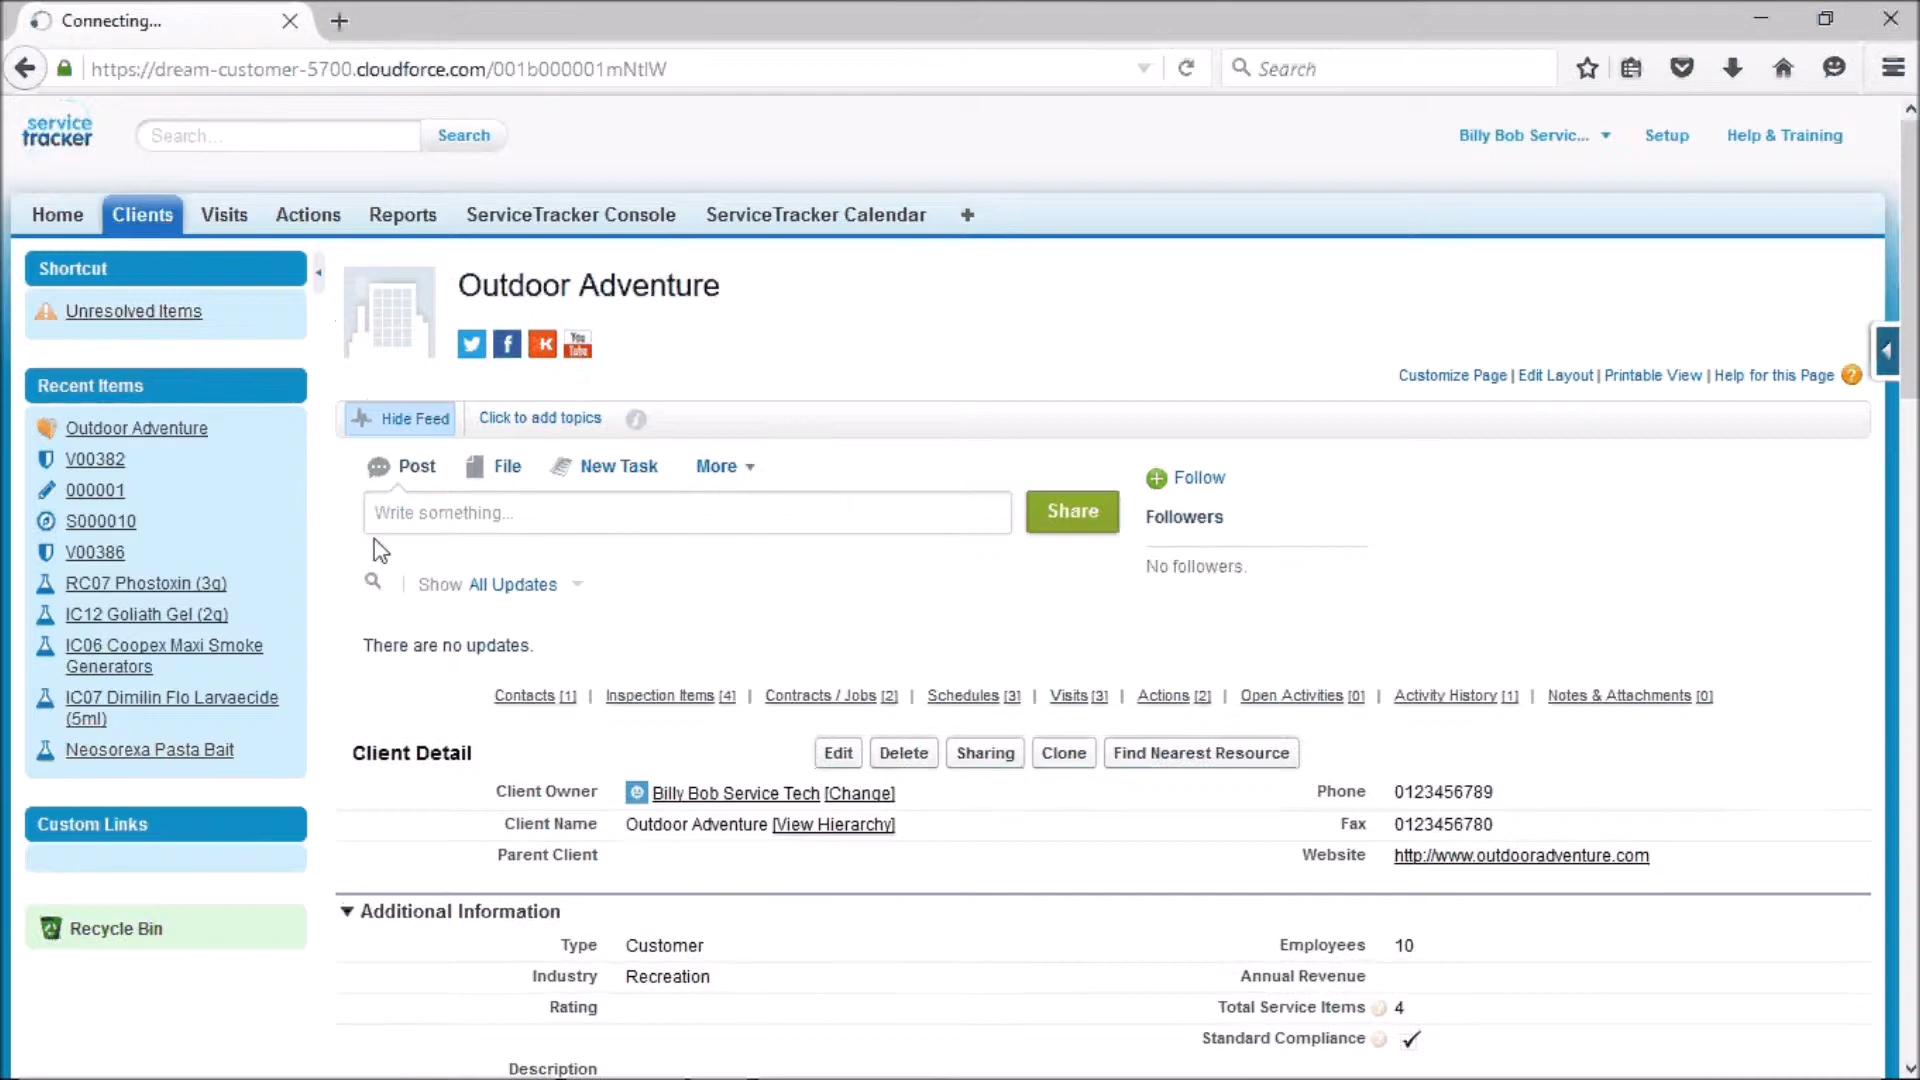 Connecting...
https://dream-customer-5700.cloudforce.com/001b000001mNtlW
Search
service
tracker
Search...
Search
Billy Bob Servic...
Setup
Help & Training
Home
Clients
Visits
Actions
Reports
ServiceTracker Console
ServiceTracker Calendar
Shortcut
Unresolved Items
Recent Items
Outdoor Adventure
V00382
000001
S000010
V00386
RC07 Phostoxin (3g)
IC12 Goliath Gel (2g)
IC06 Coopex Maxi Smoke
Generators
IC07 Dimilin Flo Larvaecide
(5ml)
Neosorexa Pasta Bait
Custom Links
Recycle Bin
Outdoor Adventure
You
Tube
Customize Page | Edit Layout | Printable View | Help for this Page ?
Hide Feed
Click to add topics
Post
File
New Task
More
Write something...
Share
Follow
Followers
No followers.
Show All Updates
There are no updates.
Contacts [1] | Inspection Items [4] | Contracts / Jobs [2] | Schedules [3] | Visits [3] | Actions [2] | Open Activities [0] | Activity History [1] | Notes & Attachments [0]
Client Detail
Edit
Delete
Sharing
Clone
Find Nearest Resource
Client Owner Billy Bob Service Tech [Change]
Phone 0123456789
Client Name Outdoor Adventure [View Hierarchy]
Fax 0123456780
Parent Client
Website http://www.outdooradventure.com
Additional Information
Type Customer
Employees 10
Industry Recreation
Annual Revenue
Rating
Total Service Items 4
Standard Compliance
Description